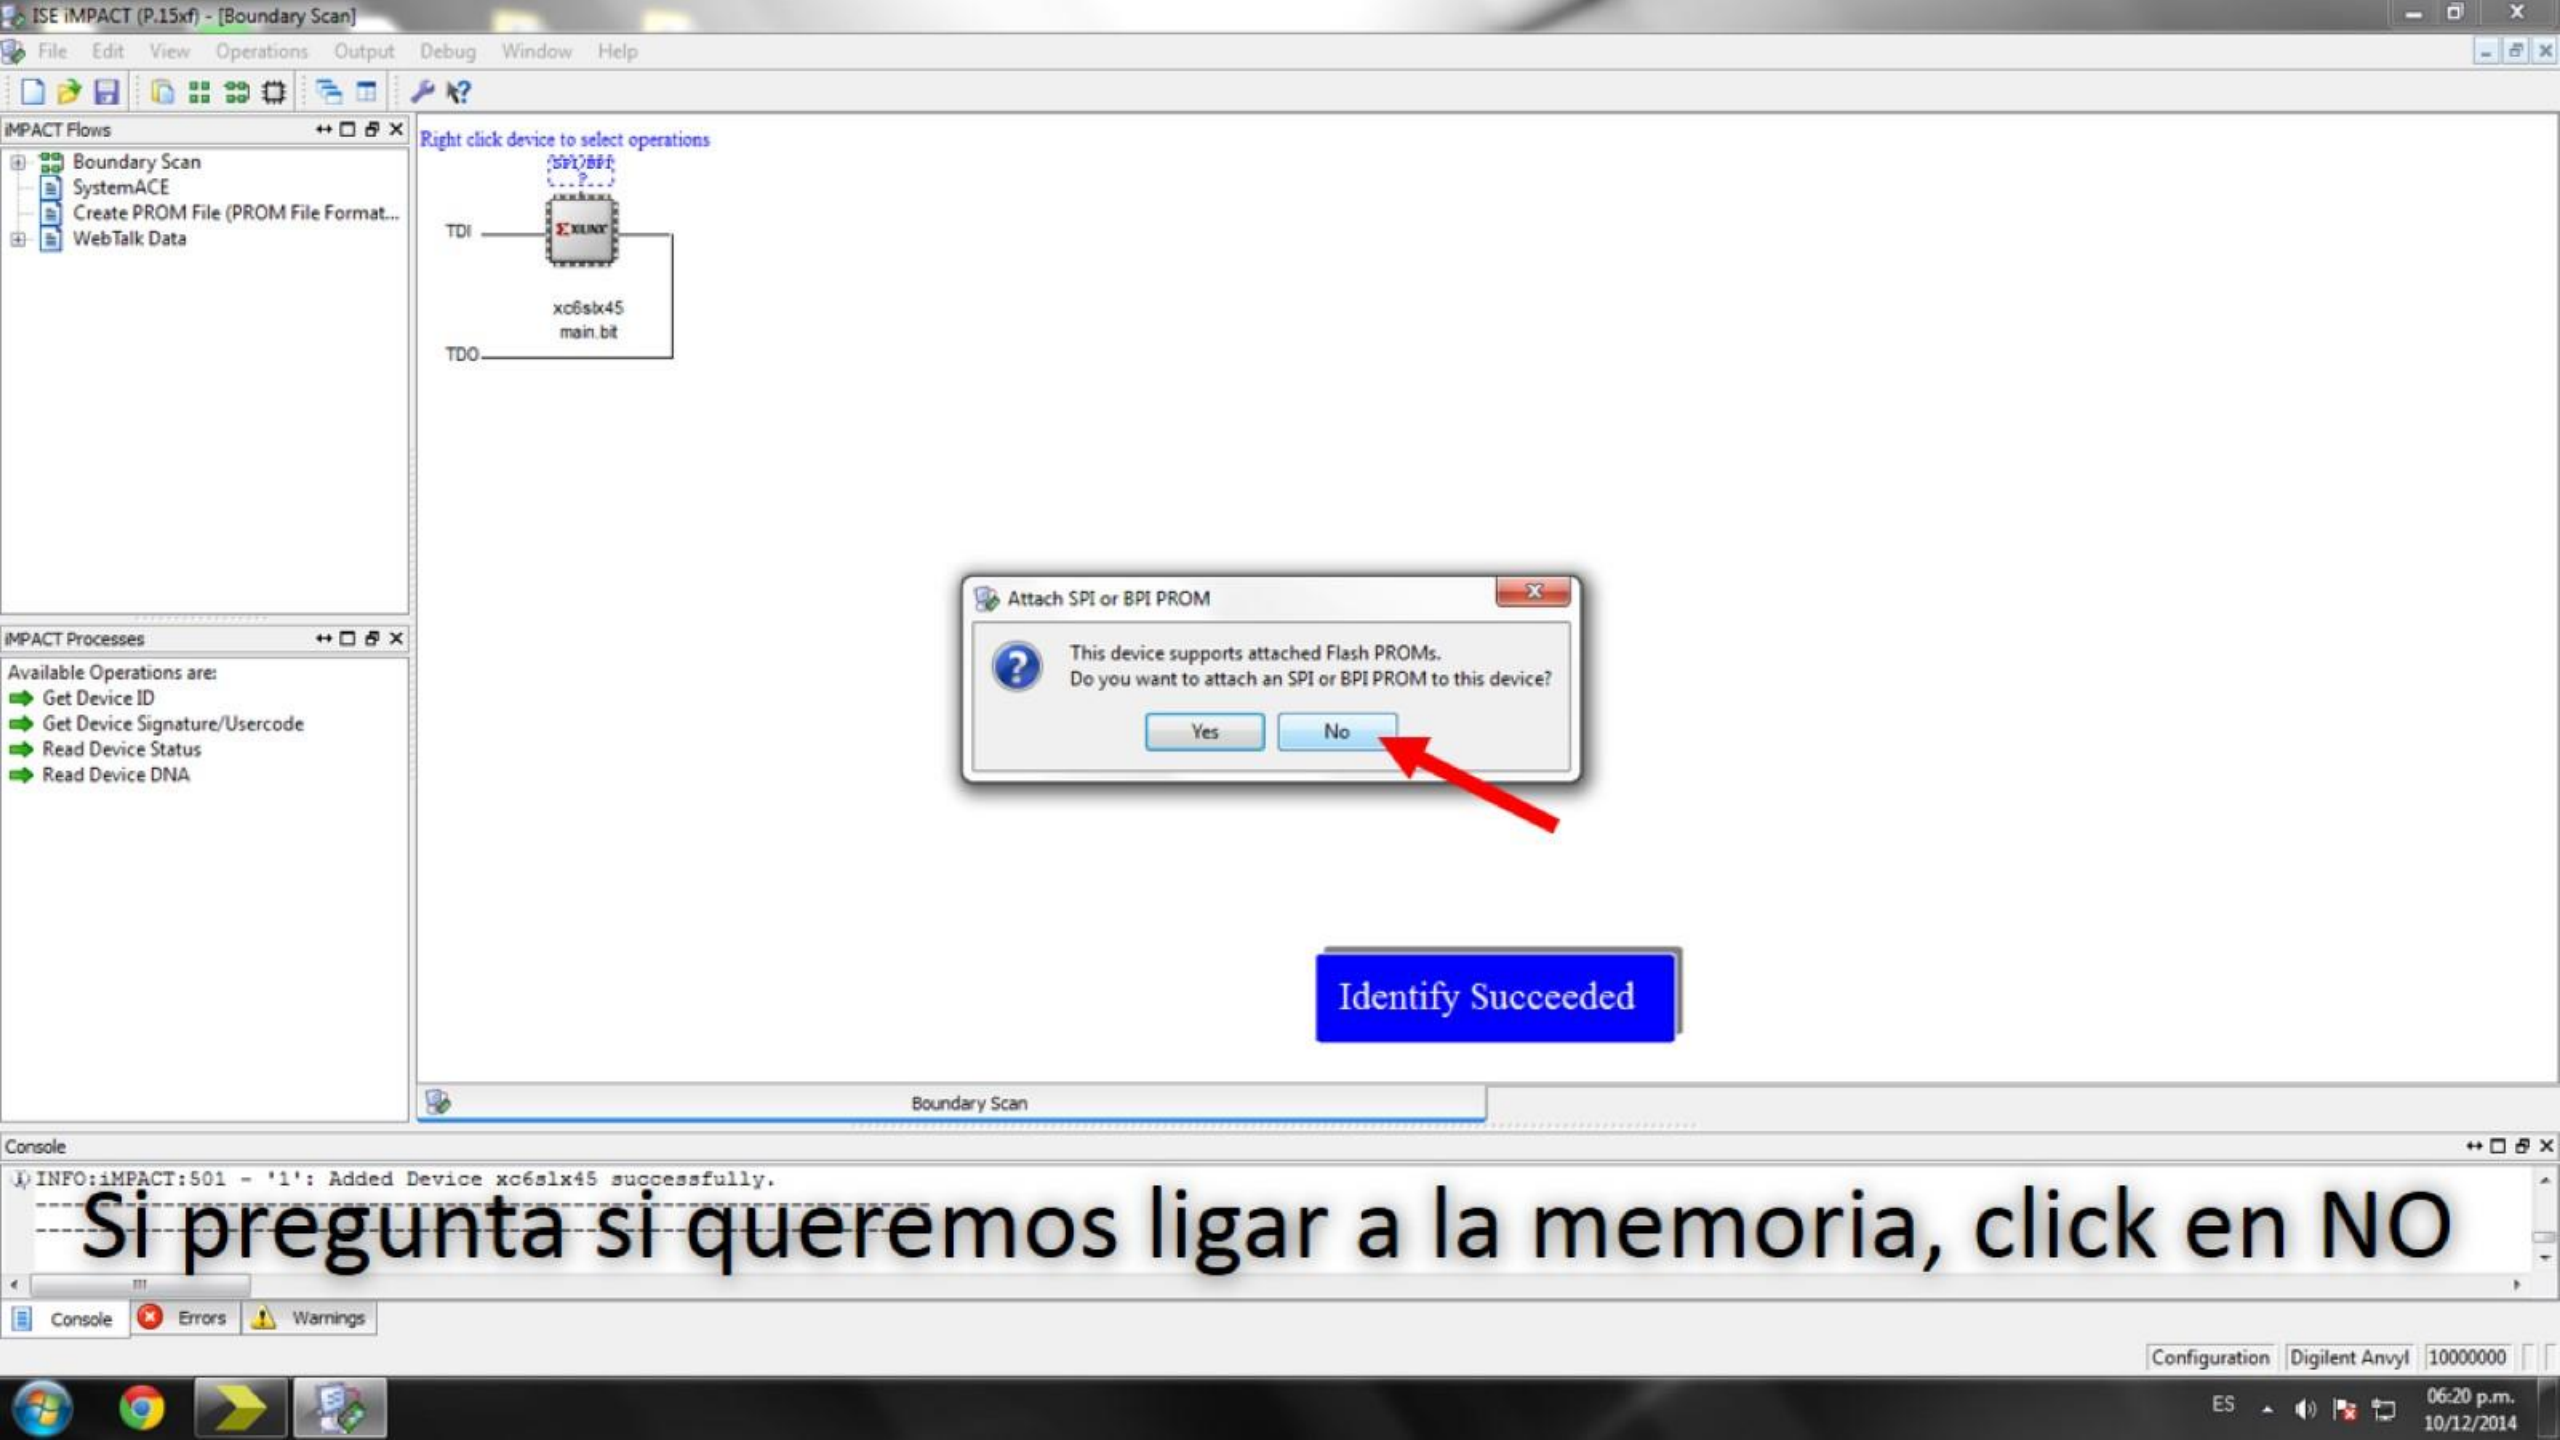 ISE iMPACT (P.15xf) - [Boundary Scan]
File Edit View Operations Output Debug Window Help
iMPACT Flows
Boundary Scan
SystemACE
Create PROM File (PROM File Format...
WebTalk Data
Right click device to select operations
SPI/BPI
?
TDI
XILINX
xc6slx45
main.bit
TDO
Attach SPI or BPI PROM
This device supports attached Flash PROMs.
Do you want to attach an SPI or BPI PROM to this device?
Yes No
iMPACT Processes
Available Operations are:
Get Device ID
Get Device Signature/Usercode
Read Device Status
Read Device DNA
Identify Succeeded
Boundary Scan
Console
INFO:iMPACT:501 - '1': Added Device xc6slx45 successfully.
Si pregunta si queremos ligar a la memoria, click en NO
Console Errors Warnings
Configuration Digilent Anvyl 10000000
ES
06:20 p.m.
10/12/2014